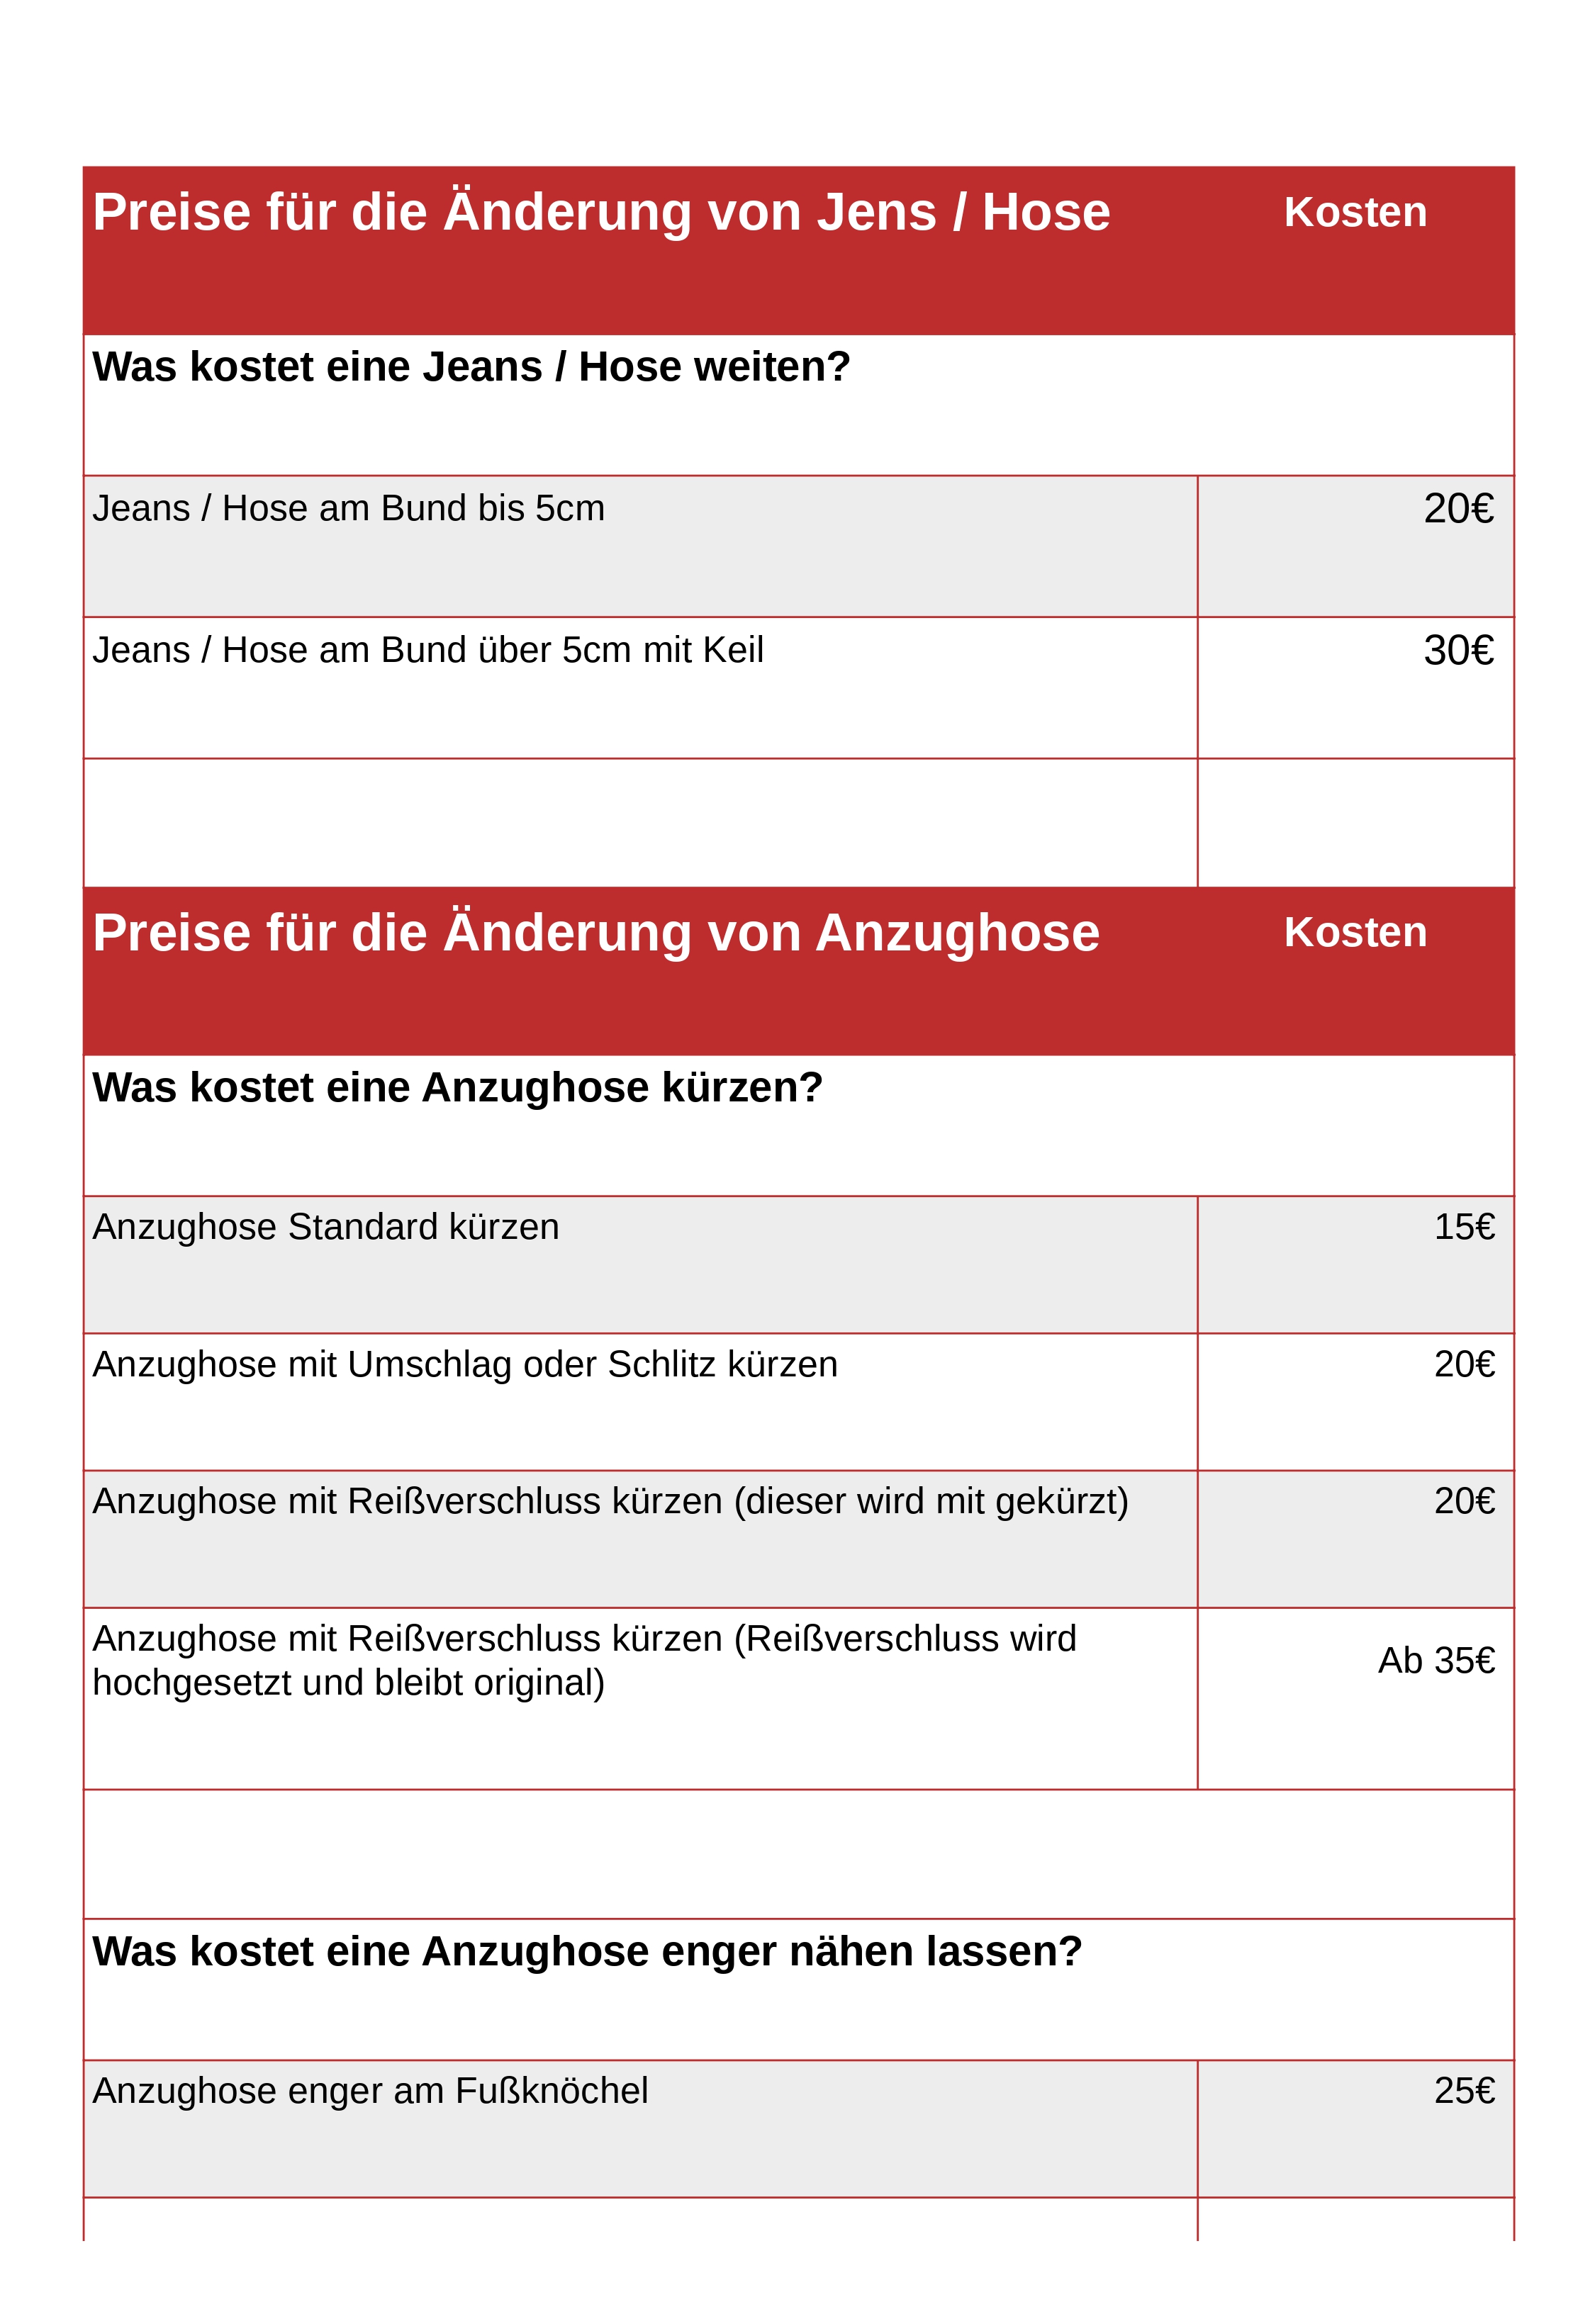 Preise für die Änderung von Jens / Hose Kosten
Was kostet eine Jeans / Hose weiten?
Jeans / Hose am Bund bis 5cm 20€
Jeans / Hose am Bund über 5cm mit Keil 30€
Preise für die Änderung von Anzughose Kosten
Was kostet eine Anzughose kürzen?
Anzughose Standard kürzen 15€
Anzughose mit Umschlag oder Schlitz kürzen 20€
Anzughose mit Reißverschluss kürzen (dieser wird mit gekürzt) 20€
Anzughose mit Reißverschluss kürzen (Reißverschluss wird
hochgesetzt und bleibt original)
Ab 35€
Was kostet eine Anzughose enger nähen lassen?
Anzughose enger am Fußknöchel 25€